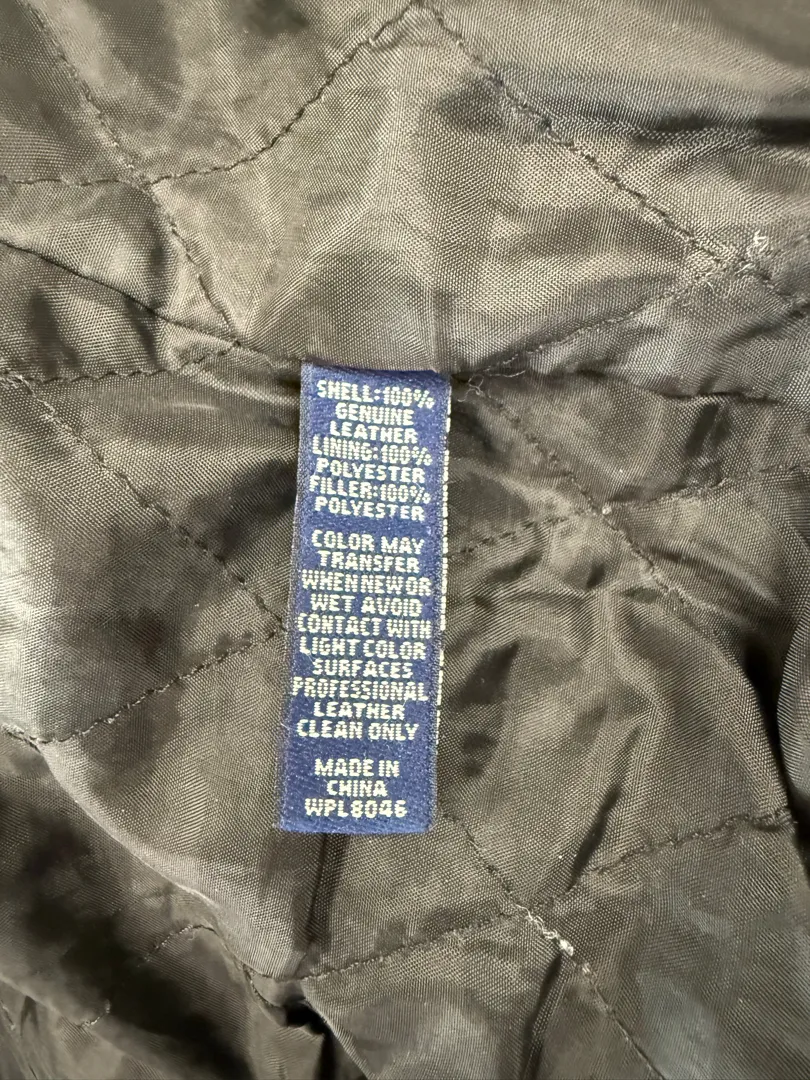 SHELL:100%
GENUINE
LEATHER
LINING:100%
POLYESTER
FILLER:100%
POLYESTER
COLOR MAY
TRANSFER
WHEN NEW OR
WET AVOID
CONTACT WITH
LIGHT COLOR
SURFACES
PROFESSIONAL
LEATHER
CLEAN ONLY
MADE IN
CHINA
WPL8046